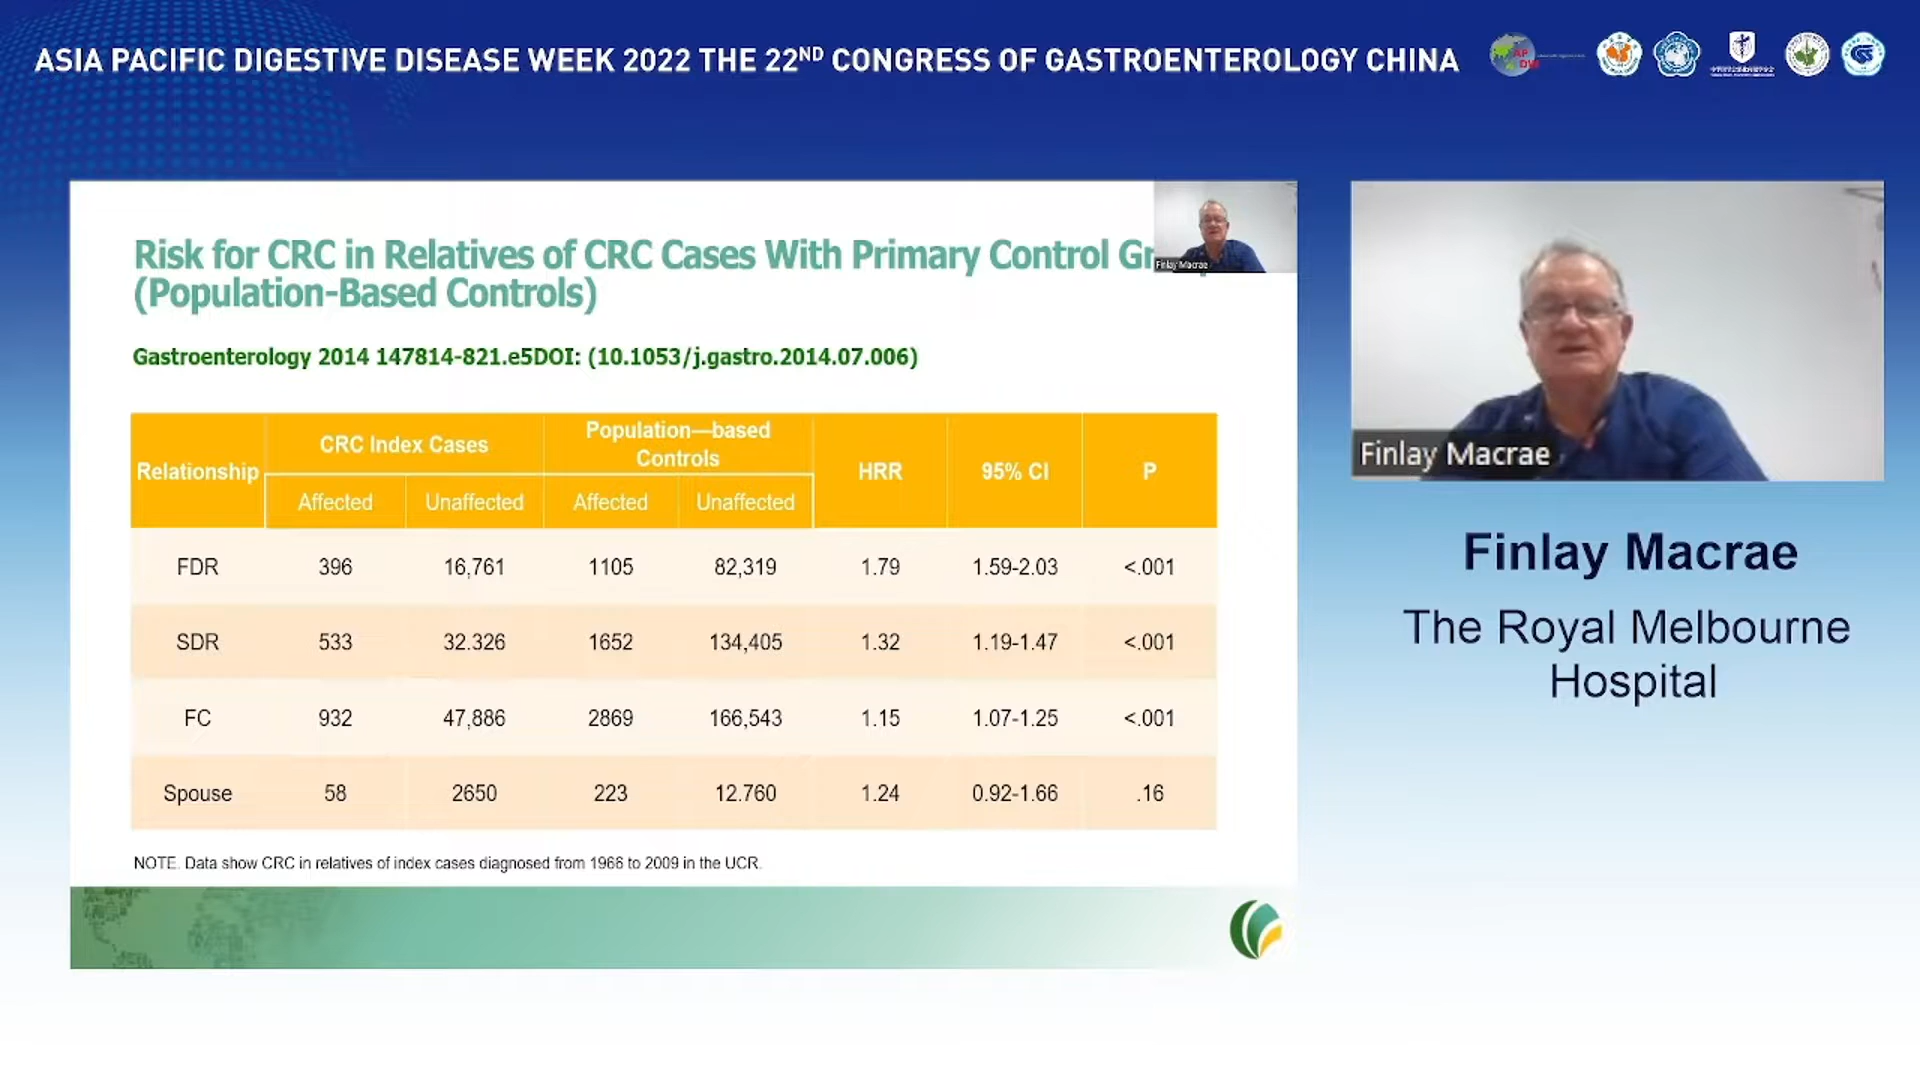 ASIA PACIFIC DIGESTIVE DISEASE WEEK 2022 THE 22ND CONGRESS OF GASTROENTEROLOGY CHINA
Risk for CRC in Relatives of CRC Cases With Primary Control
(Population-Based Controls)
Finlay Macrae
Gastroenterology 2014 147814-821.e5DOI: (10.1053/j.gastro.2014.07.006)
Relationship CRC Index Cases Population—based Controls HRR 95% CI P
Affected Unaffected Affected Unaffected
FDR 396 16,761 1105 82,319 1.79 1.59-2.03 <.001
SDR 533 32.326 1652 134,405 1.32 1.19-1.47 <.001
FC 932 47,886 2869 166,543 1.15 1.07-1.25 <.001
Spouse 58 2650 223 12.760 1.24 0.92-1.66 .16
NOTE. Data show CRC in relatives of index cases diagnosed from 1966 to 2009 in the UCR.
Finlay Macrae
Finlay Macrae
The Royal Melbourne
Hospital